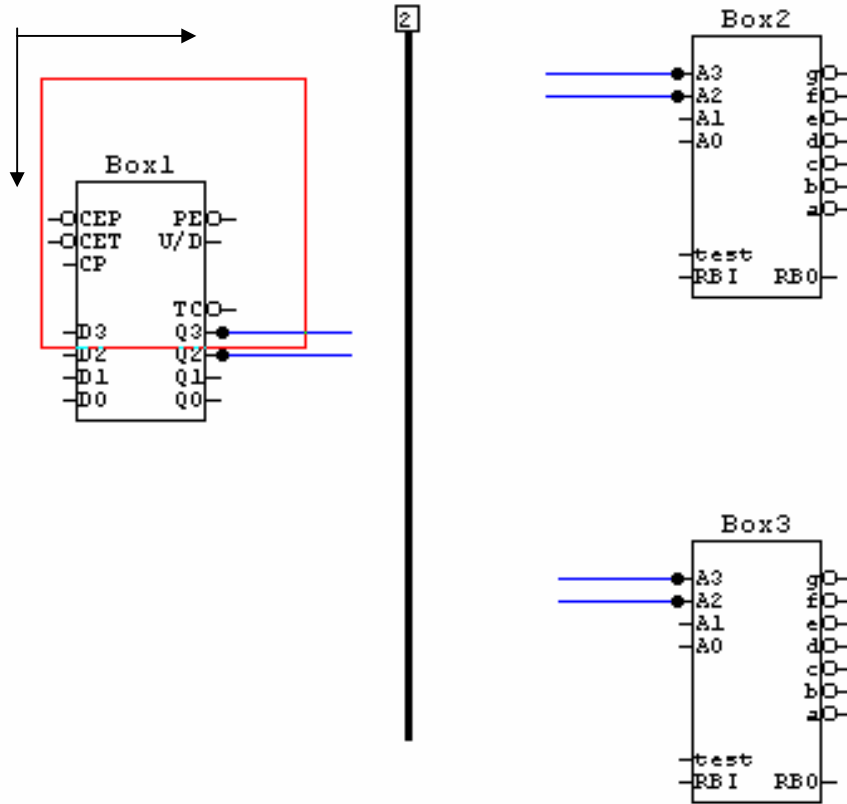 2
Box1
CEP PE
CET U/D
CP
TC
D3 Q3
D2 Q2
D1 Q1
D0 Q0
Box2
A3 g
A2 f
A1 e
A0 d
c
b
a
test
RBI RBO
Box3
A3 g
A2 f
A1 e
A0 d
c
b
a
test
RBI RBO